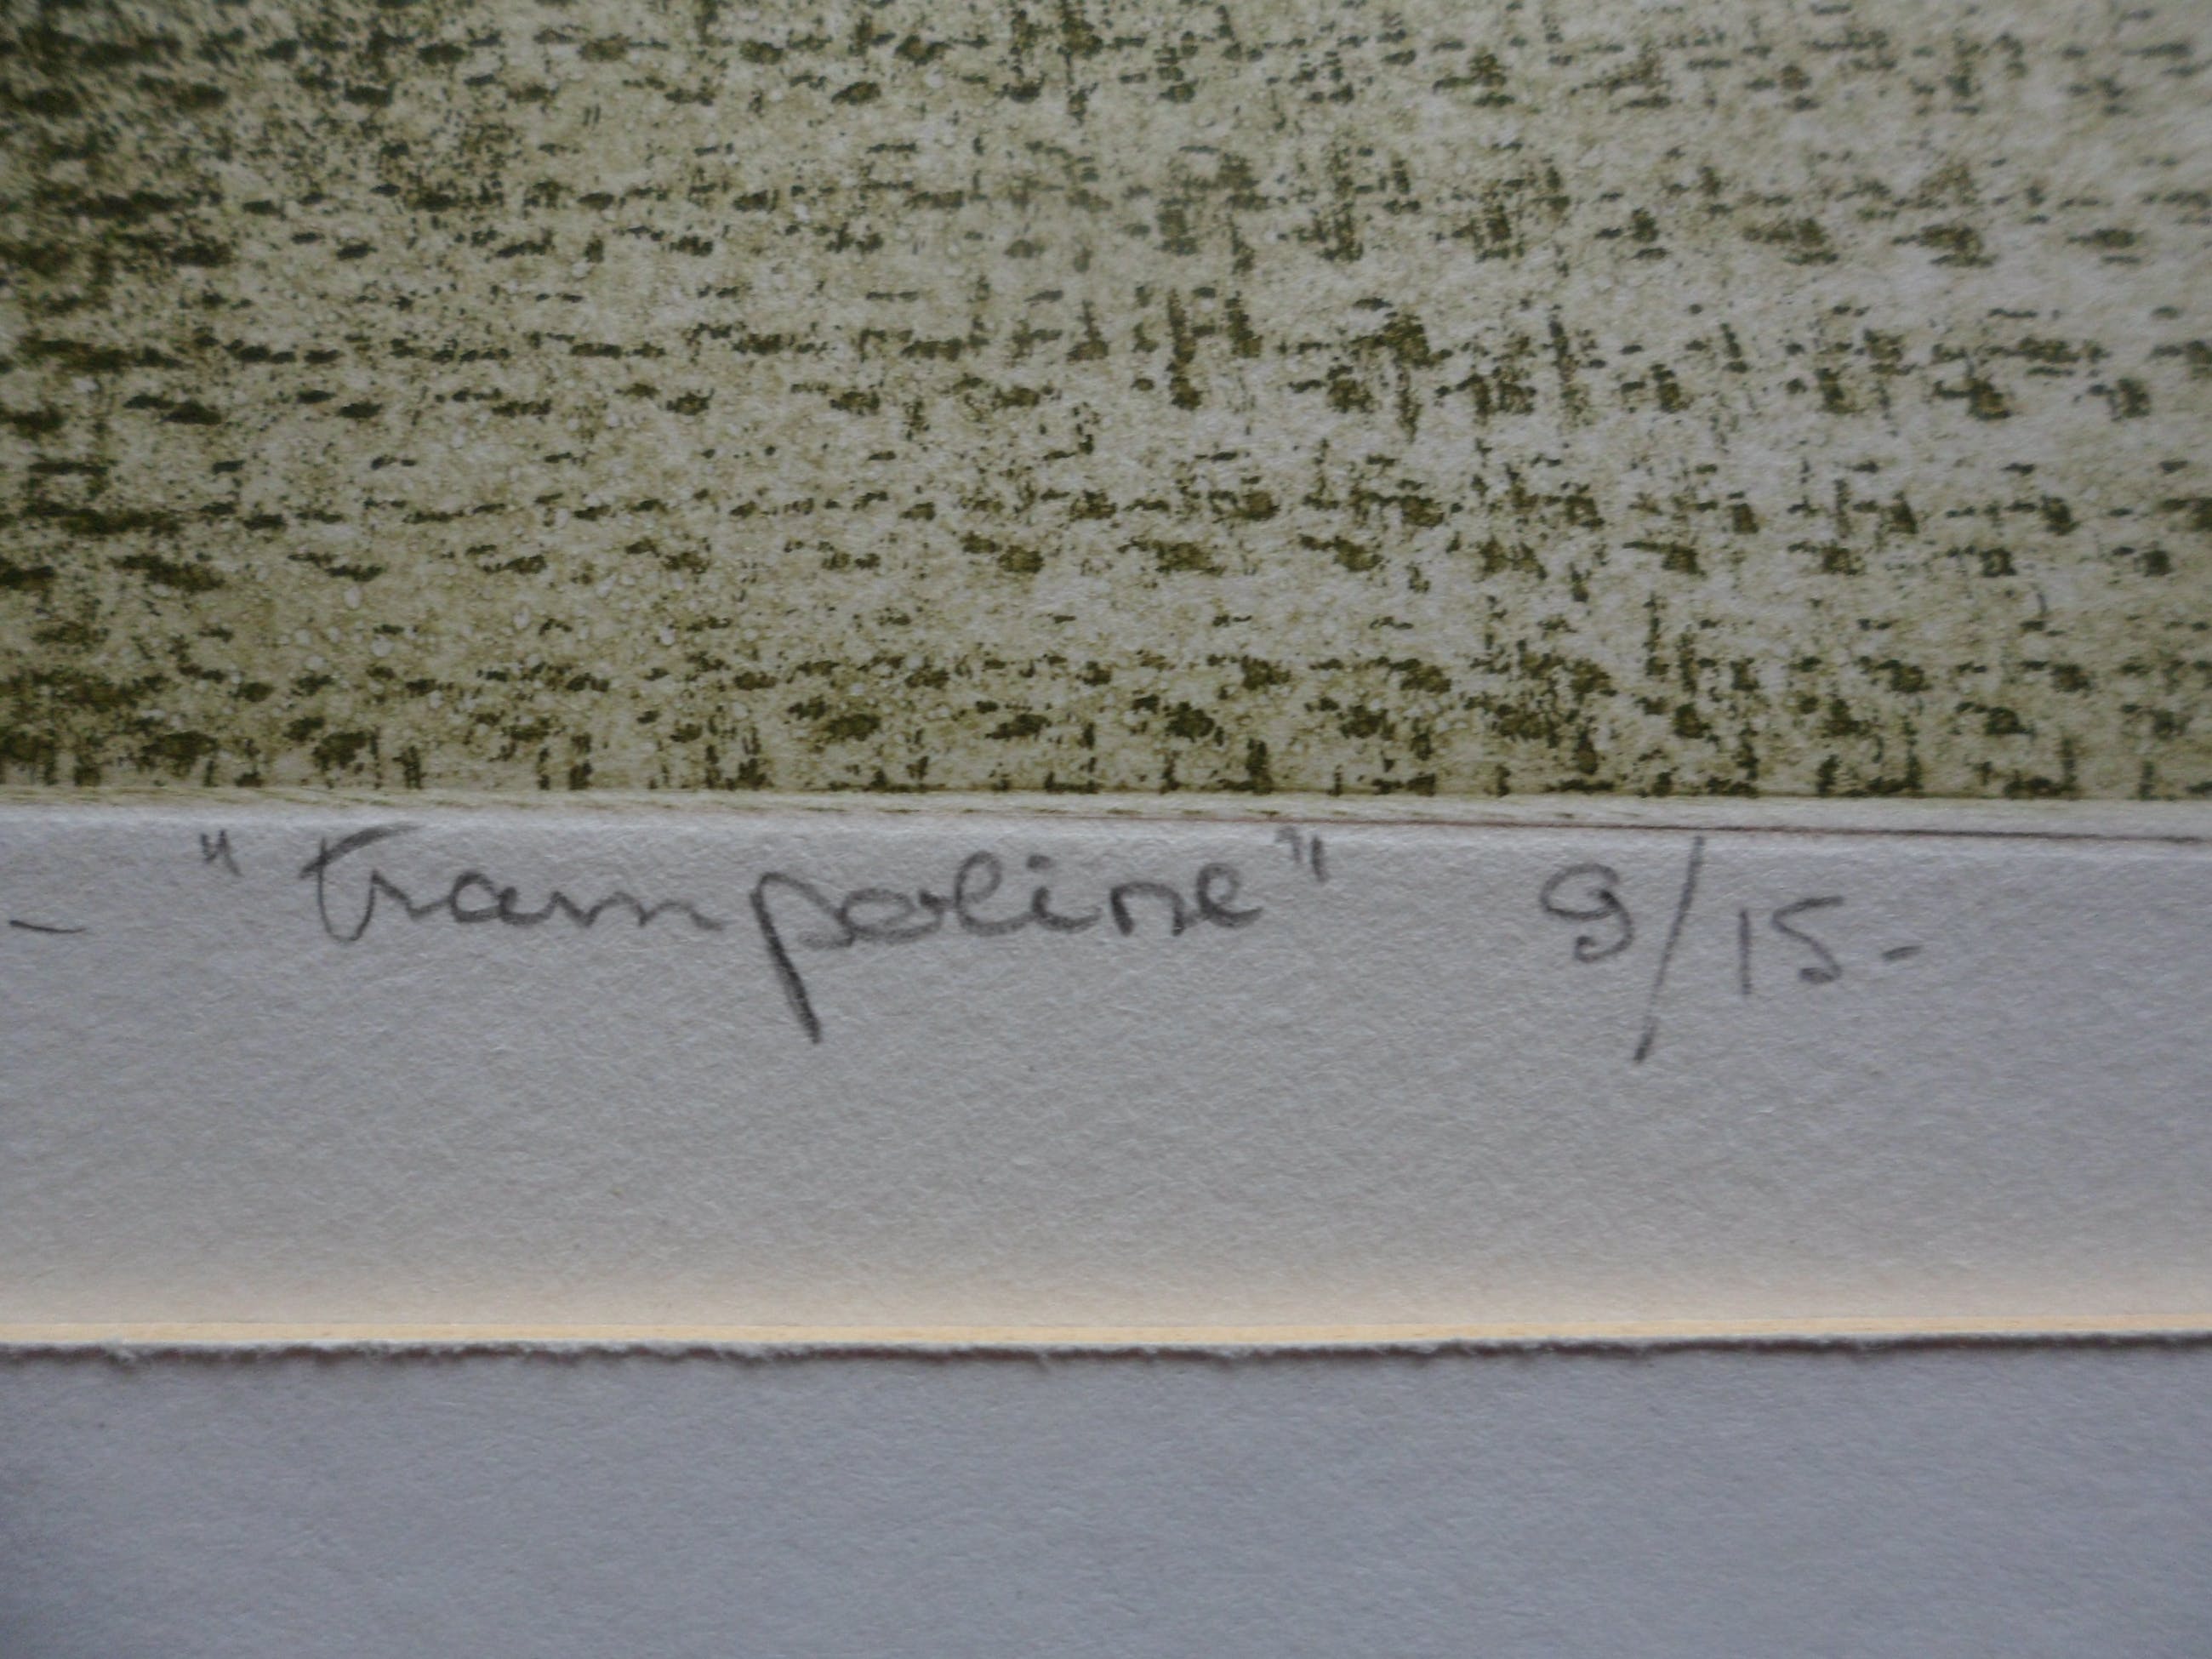 - "trampoline" 9/15-